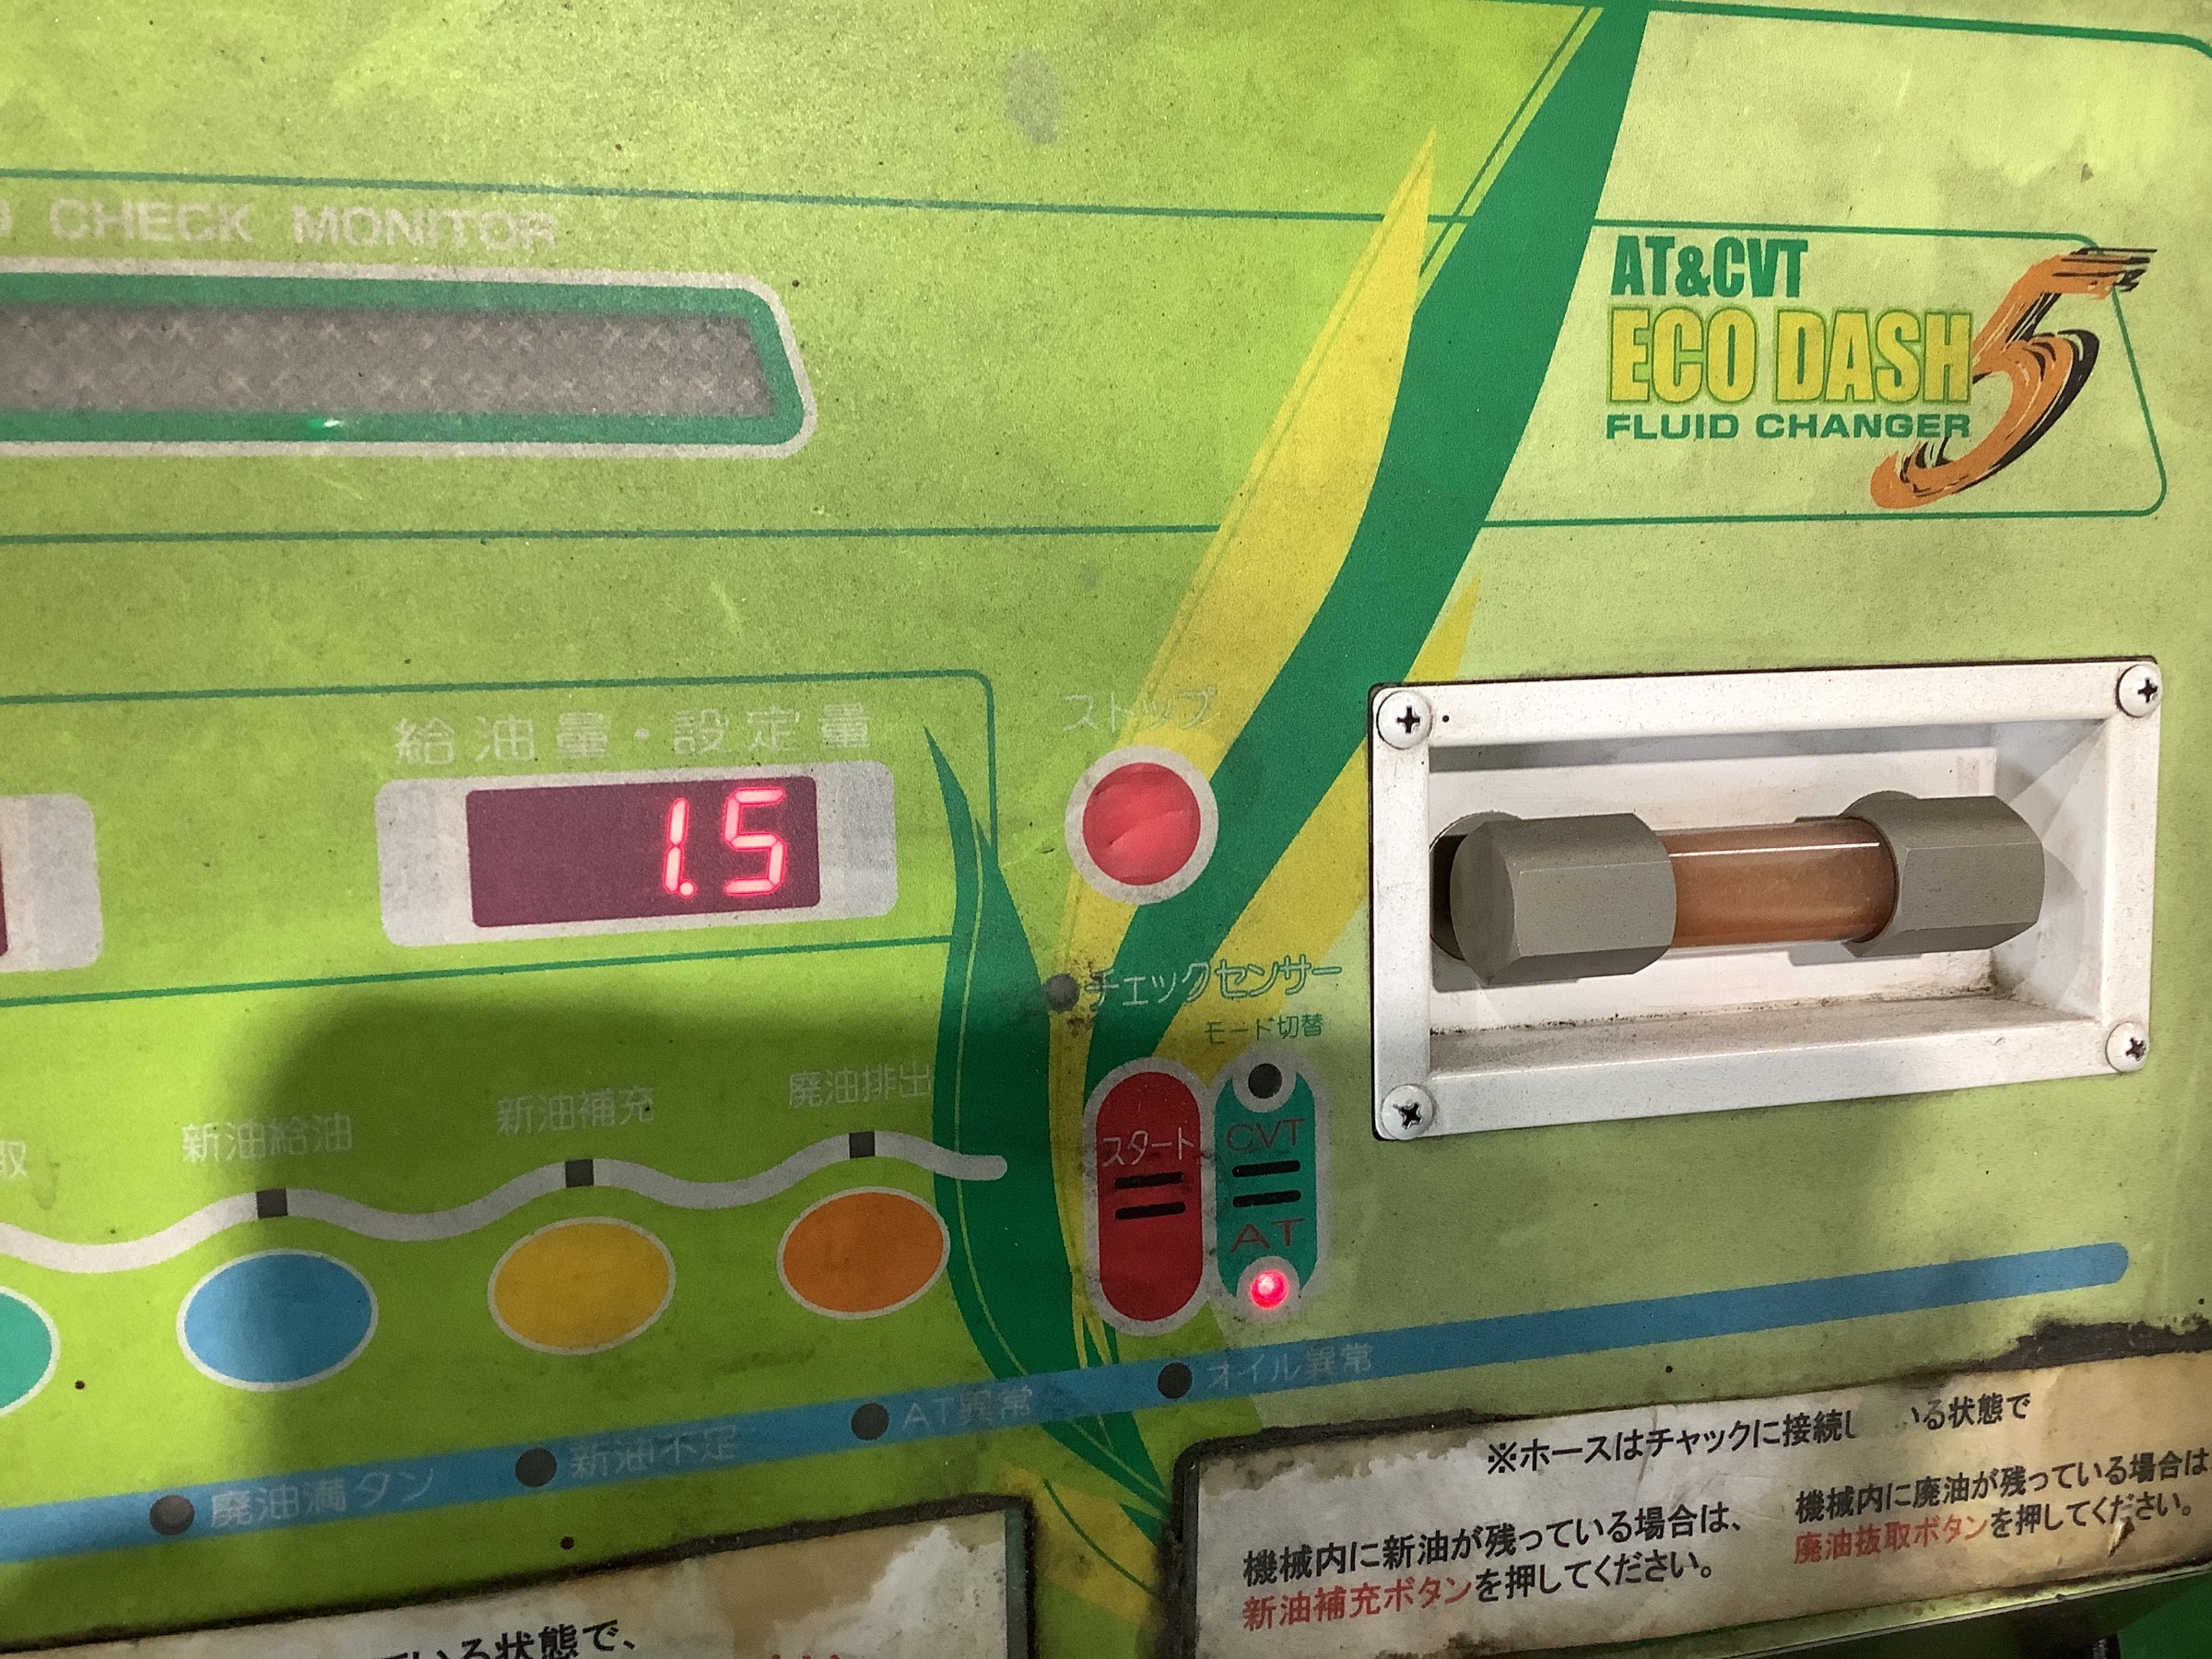 CHECK MONITOR
AT&CVT
ECO DASH 5
FLUID CHANGER
給油量・設定量
1.5
ストップ
チェックセンサー
モード切替
取
新油給油
新油補充
廃油排出
スタート
CVT
AT
廃油満タン
新油不足
AT異常
オイル異常
※ホースはチャックに接続し いる状態で
機械内に新油が残っている場合は、
新油補充ボタンを押してください。
機械内に廃油が残っている場合は
廃油抜取ボタンを押してください。
いる状態で、